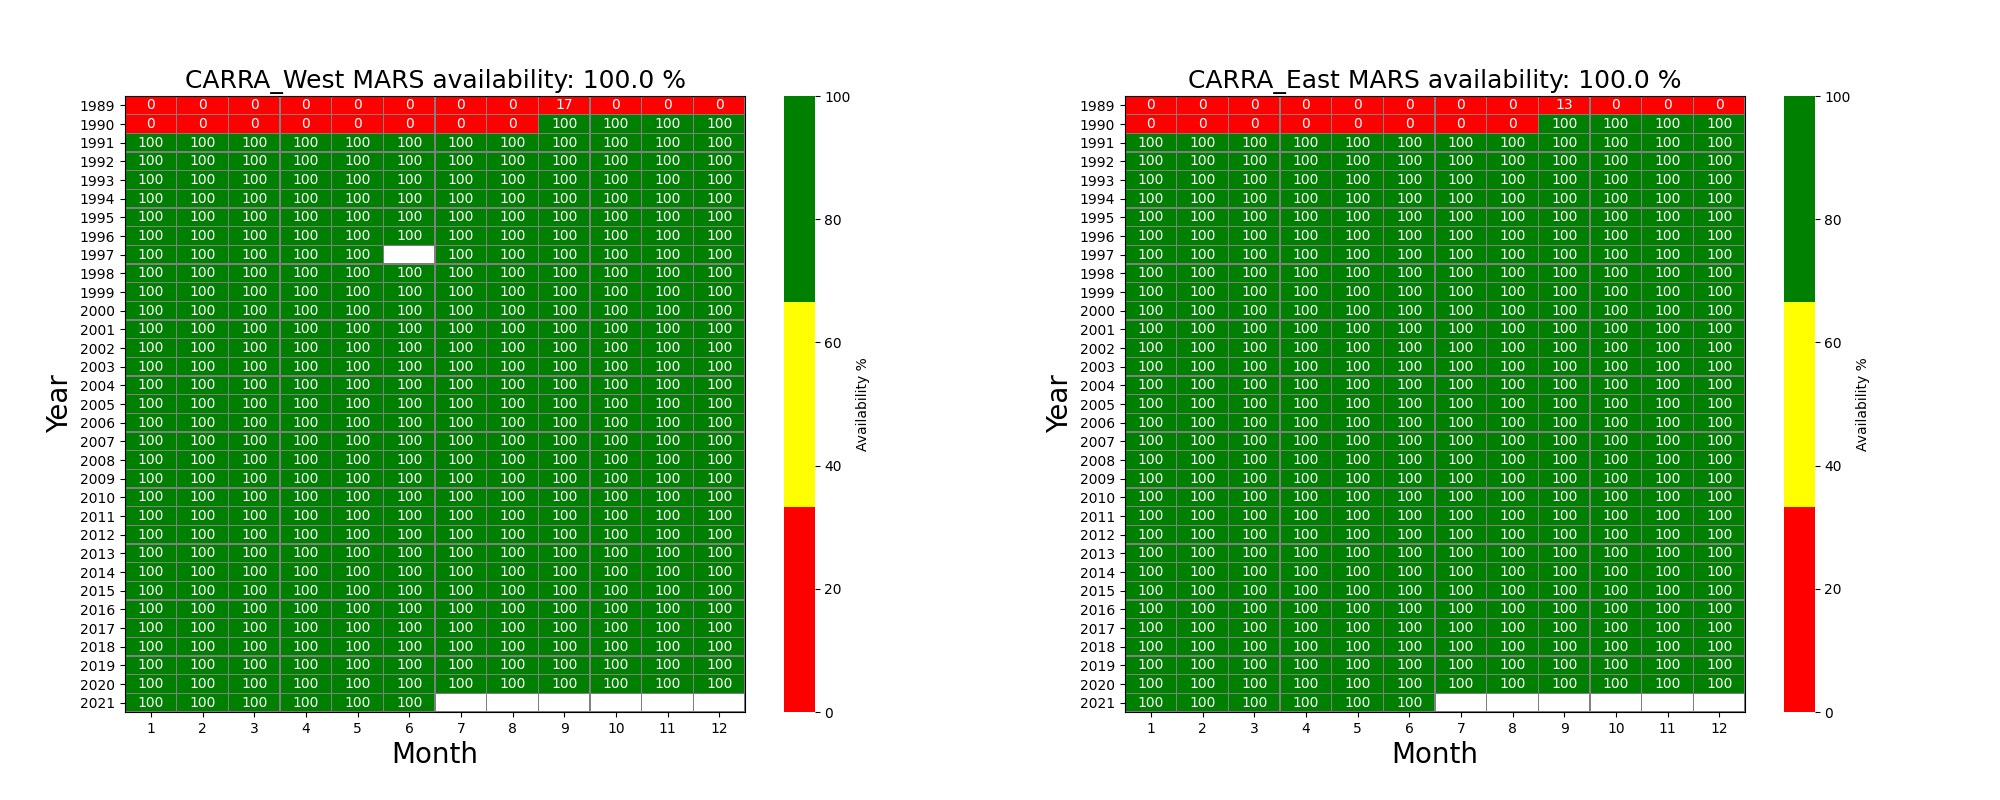 CARRA_West MARS availability: 100.0 %
Year
1989 0 0 0 0 0 0 0 0 17 0 0 0
1990 0 0 0 0 0 0 0 0 100 100 100 100
1991 100 100 100 100 100 100 100 100 100 100 100 100
1992 100 100 100 100 100 100 100 100 100 100 100 100
1993 100 100 100 100 100 100 100 100 100 100 100 100
1994 100 100 100 100 100 100 100 100 100 100 100 100
1995 100 100 100 100 100 100 100 100 100 100 100 100
1996 100 100 100 100 100 100 100 100 100 100 100 100
1997 100 100 100 100 100 100 100 100 100 100 100
1998 100 100 100 100 100 100 100 100 100 100 100 100
1999 100 100 100 100 100 100 100 100 100 100 100 100
2000 100 100 100 100 100 100 100 100 100 100 100 100
2001 100 100 100 100 100 100 100 100 100 100 100 100
2002 100 100 100 100 100 100 100 100 100 100 100 100
2003 100 100 100 100 100 100 100 100 100 100 100 100
2004 100 100 100 100 100 100 100 100 100 100 100 100
2005 100 100 100 100 100 100 100 100 100 100 100 100
2006 100 100 100 100 100 100 100 100 100 100 100 100
2007 100 100 100 100 100 100 100 100 100 100 100 100
2008 100 100 100 100 100 100 100 100 100 100 100 100
2009 100 100 100 100 100 100 100 100 100 100 100 100
2010 100 100 100 100 100 100 100 100 100 100 100 100
2011 100 100 100 100 100 100 100 100 100 100 100 100
2012 100 100 100 100 100 100 100 100 100 100 100 100
2013 100 100 100 100 100 100 100 100 100 100 100 100
2014 100 100 100 100 100 100 100 100 100 100 100 100
2015 100 100 100 100 100 100 100 100 100 100 100 100
2016 100 100 100 100 100 100 100 100 100 100 100 100
2017 100 100 100 100 100 100 100 100 100 100 100 100
2018 100 100 100 100 100 100 100 100 100 100 100 100
2019 100 100 100 100 100 100 100 100 100 100 100 100
2020 100 100 100 100 100 100 100 100 100 100 100 100
2021 100 100 100 100 100 100
1 2 3 4 5 6 7 8 9 10 11 12
Month
100
80
60
40
20
0
Availability %
CARRA_East MARS availability: 100.0 %
Year
1989 0 0 0 0 0 0 0 0 13 0 0 0
1990 0 0 0 0 0 0 0 0 100 100 100 100
1991 100 100 100 100 100 100 100 100 100 100 100 100
1992 100 100 100 100 100 100 100 100 100 100 100 100
1993 100 100 100 100 100 100 100 100 100 100 100 100
1994 100 100 100 100 100 100 100 100 100 100 100 100
1995 100 100 100 100 100 100 100 100 100 100 100 100
1996 100 100 100 100 100 100 100 100 100 100 100 100
1997 100 100 100 100 100 100 100 100 100 100 100 100
1998 100 100 100 100 100 100 100 100 100 100 100 100
1999 100 100 100 100 100 100 100 100 100 100 100 100
2000 100 100 100 100 100 100 100 100 100 100 100 100
2001 100 100 100 100 100 100 100 100 100 100 100 100
2002 100 100 100 100 100 100 100 100 100 100 100 100
2003 100 100 100 100 100 100 100 100 100 100 100 100
2004 100 100 100 100 100 100 100 100 100 100 100 100
2005 100 100 100 100 100 100 100 100 100 100 100 100
2006 100 100 100 100 100 100 100 100 100 100 100 100
2007 100 100 100 100 100 100 100 100 100 100 100 100
2008 100 100 100 100 100 100 100 100 100 100 100 100
2009 100 100 100 100 100 100 100 100 100 100 100 100
2010 100 100 100 100 100 100 100 100 100 100 100 100
2011 100 100 100 100 100 100 100 100 100 100 100 100
2012 100 100 100 100 100 100 100 100 100 100 100 100
2013 100 100 100 100 100 100 100 100 100 100 100 100
2014 100 100 100 100 100 100 100 100 100 100 100 100
2015 100 100 100 100 100 100 100 100 100 100 100 100
2016 100 100 100 100 100 100 100 100 100 100 100 100
2017 100 100 100 100 100 100 100 100 100 100 100 100
2018 100 100 100 100 100 100 100 100 100 100 100 100
2019 100 100 100 100 100 100 100 100 100 100 100 100
2020 100 100 100 100 100 100 100 100 100 100 100 100
2021 100 100 100 100 100 100
1 2 3 4 5 6 7 8 9 10 11 12
Month
100
80
60
40
20
0
Availability %